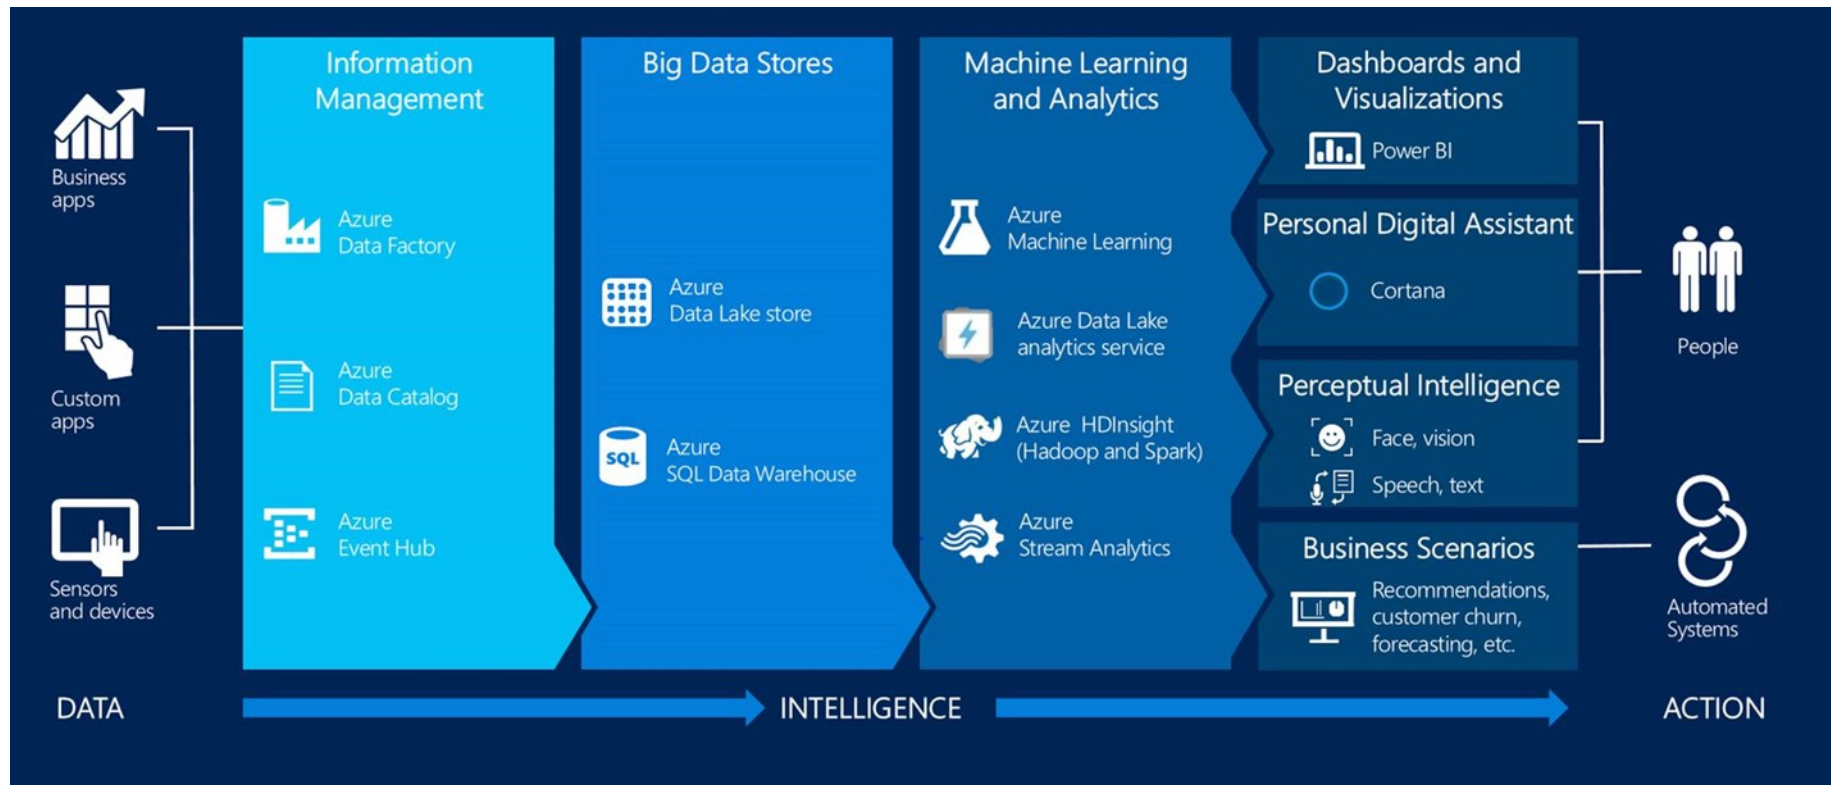 Business
apps
Custom
apps
Sensors
and devices
Information
Management
Azure
Data Factory
Azure
Data Catalog
Azure
Event Hub
Big Data Stores
Azure
Data Lake store
SQL
Azure
SQL Data Warehouse
Machine Learning
and Analytics
Azure
Machine Learning
Azure Data Lake
analytics service
Azure HDInsight
(Hadoop and Spark)
Azure
Stream Analytics
Dashboards and
Visualizations
Power BI
Personal Digital Assistant
Cortana
Perceptual Intelligence
Face, vision
Speech, text
Business Scenarios
Recommendations,
customer churn,
forecasting, etc.
People
Automated
Systems
DATA
INTELLIGENCE
ACTION